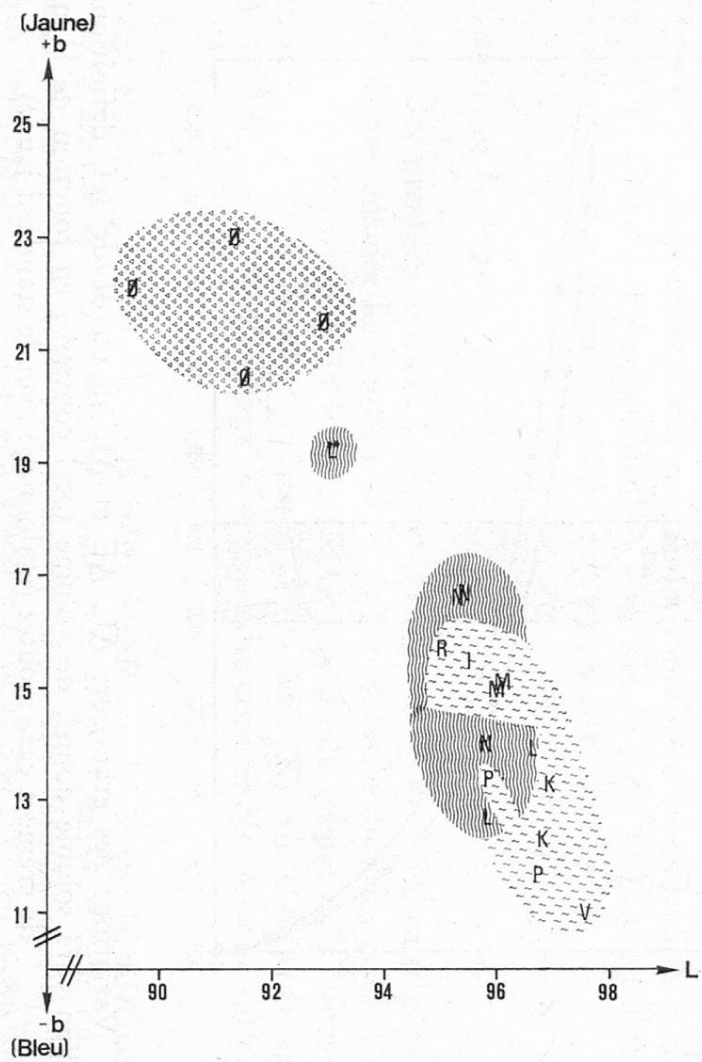 (Jaune)
+b
25
23
Ø
Ø
Ø
Ø
21
19
L
17
N N
R I
M M
15
N L
P K
13
L
K
P
11
V
90 92 94 96 98 L
-b
(Bleu)